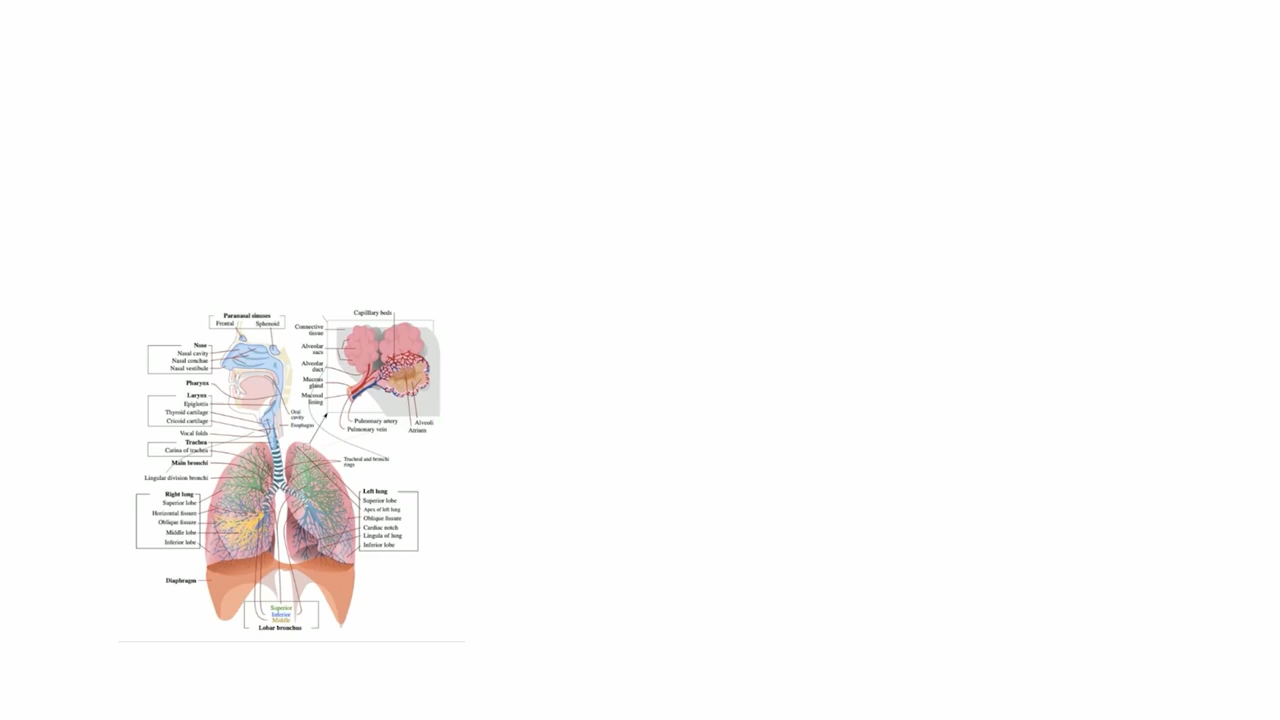 Paranasal sinuses
Frontal
Sphenoid
Nose
Nasal cavity
Nasal conchae
Nasal vestibule
Pharynx
Larynx
Epiglottis
Thyroid cartilage
Cricoid cartilage
Vocal folds
Trachea
Carina of trachea
Main bronchi
Lingular division bronchi
Right lung
Superior lobe
Horizontal fissure
Oblique fissure
Middle lobe
Inferior lobe
Diaphragm
Capillary beds
Connective
tissue
Alveolar
sacs
Alveolar
duct
Mucous
gland
Mucosal
lining
Oral
cavity
Esophagus
Pulmonary artery
Pulmonary vein
Alveoli
Atrium
Tracheal and bronchi
rings
Left lung
Superior lobe
Apex of left lung
Oblique fissure
Cardiac notch
Lingula of lung
Inferior lobe
Superior
Inferior
Middle
Lobar bronchus